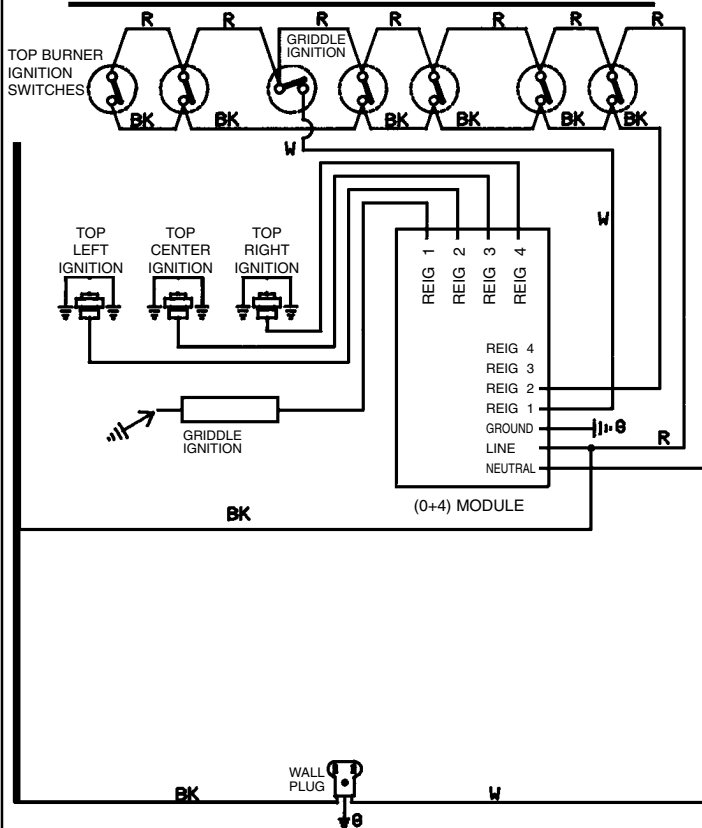 R R R R R R
GRIDDLE
IGNITION
TOP BURNER
IGNITION
SWITCHES
BK BK BK BK BK
W
W
TOP
LEFT
IGNITION
TOP
CENTER
IGNITION
TOP
RIGHT
IGNITION
REIG 1
REIG 2
REIG 3
REIG 4
REIG 4
REIG 3
REIG 2
REIG 1
GROUND
LINE
NEUTRAL
R
GRIDDLE
IGNITION
(0+4) MODULE
BK
WALL
PLUG
BK
W